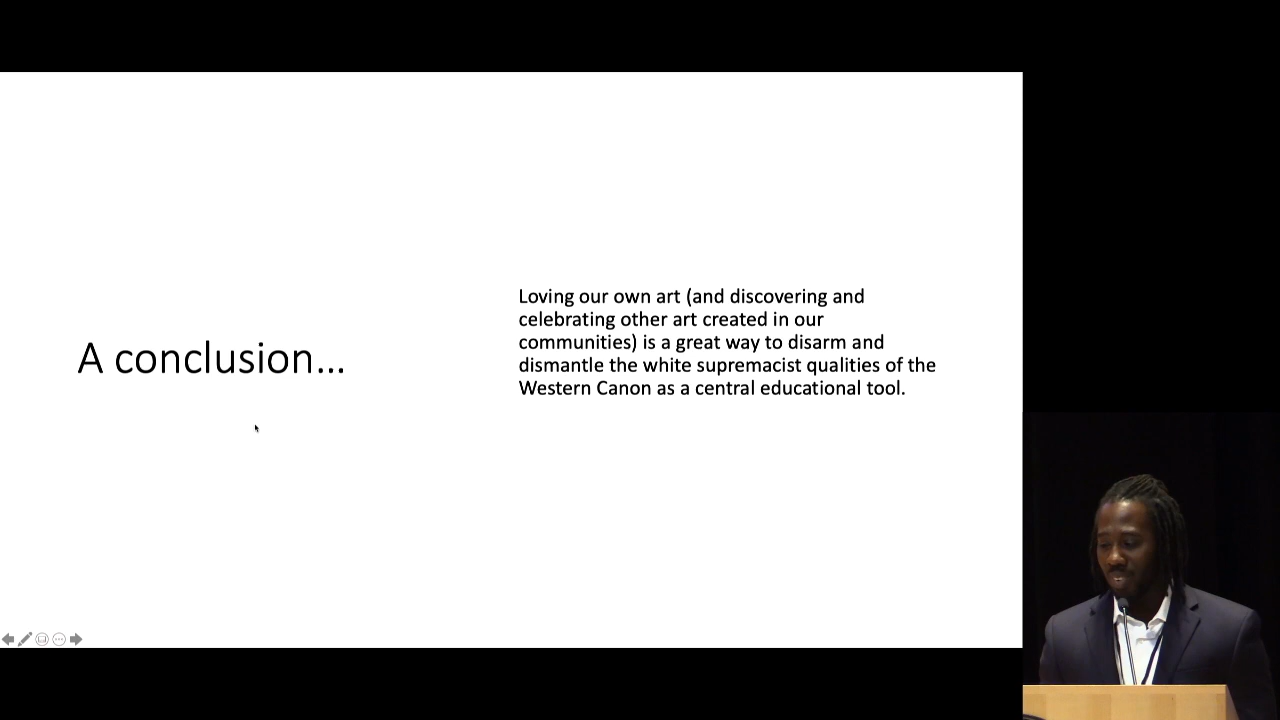 A conclusion...
Loving our own art (and discovering and
celebrating other art created in our
communities) is a great way to disarm and
dismantle the white supremacist qualities of the
Western Canon as a central educational tool.